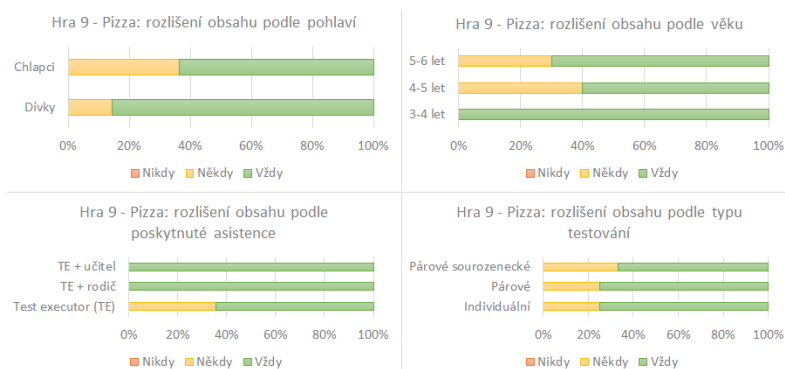 Hra 9 - Pizza: rozlišení obsahu podle pohlaví
Chlapci
Dívky
0% 20% 40% 60% 80% 100%
Nikdy Někdy Vždy
Hra 9 - Pizza: rozlišení obsahu podle věku
5-6 let
4-5 let
3-4 let
0% 20% 40% 60% 80% 100%
Nikdy Někdy Vždy
Hra 9 - Pizza: rozlišení obsahu podle
poskytnuté asistence
TE + učitel
TE + rodič
Test executor (TE)
0% 20% 40% 60% 80% 100%
Nikdy Někdy Vždy
Hra 9 - Pizza: rozlišení obsahu podle typu
testování
Párové sourozenecké
Párové
Individuální
0% 20% 40% 60% 80% 100%
Nikdy Někdy Vždy